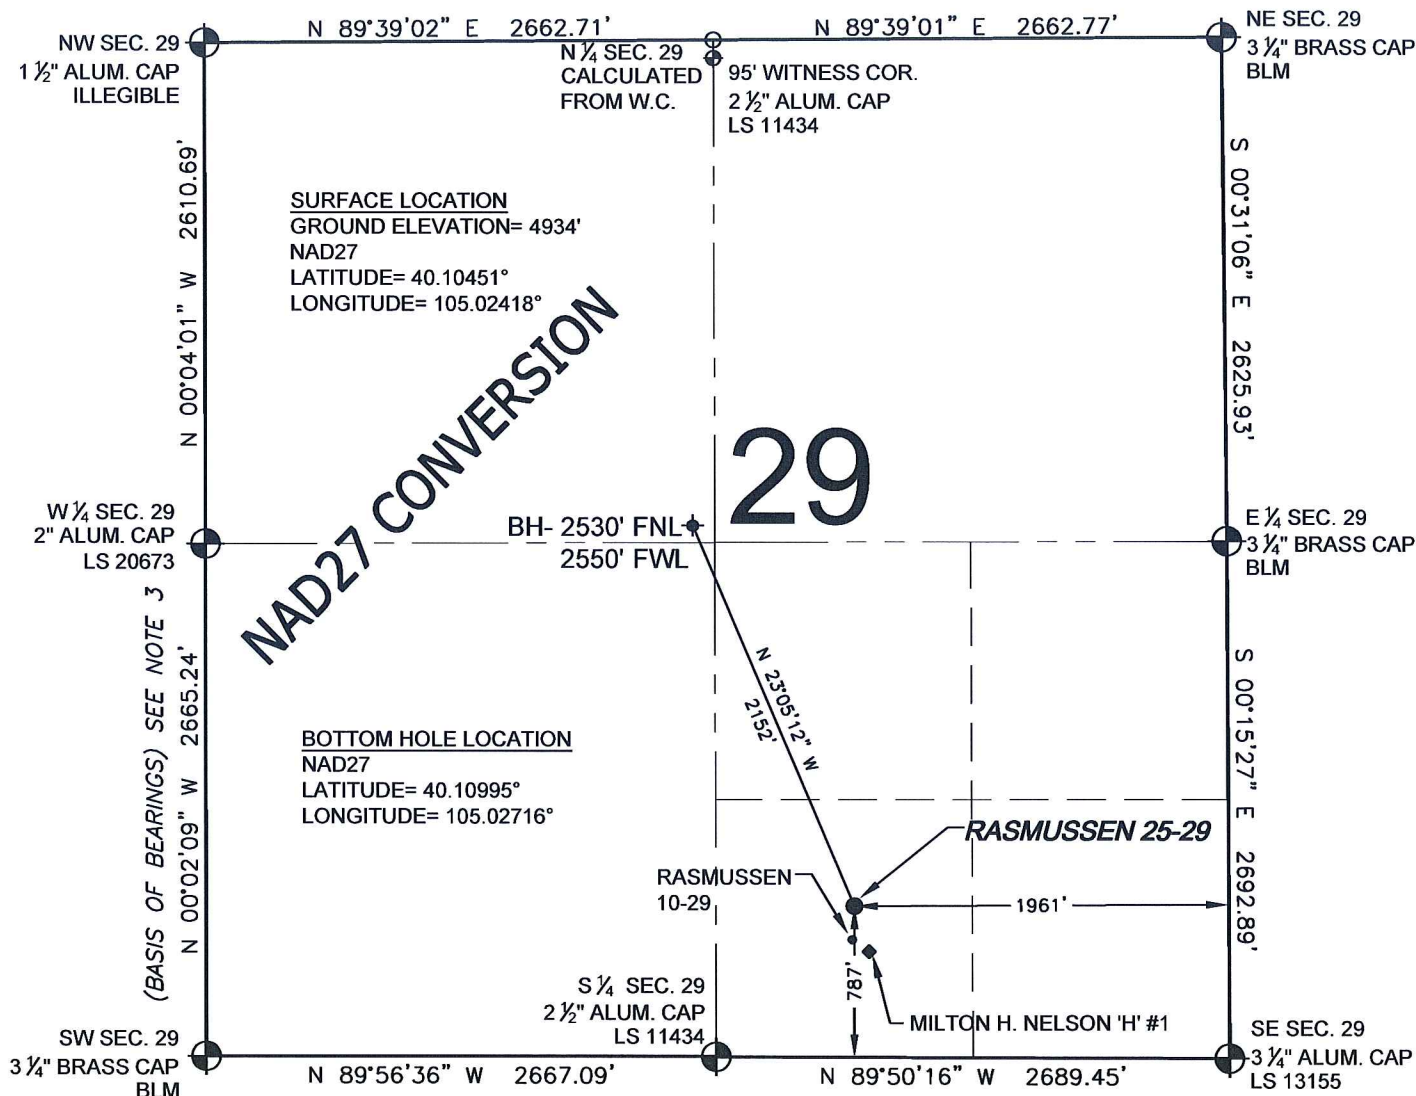 N 89°39'02" E 2662.71'
N 89°39'01" E 2662.77'
NW SEC. 29
1 ½" ALUM. CAP
ILLEGIBLE
N ¼ SEC. 29
CALCULATED
FROM W.C.
95' WITNESS COR.
2 ½" ALUM. CAP
LS 11434
NE SEC. 29
3 ¼" BRASS CAP
BLM
N 00°04'01" W 2610.69'
S 00°31'06" E 2625.93'
SURFACE LOCATION
GROUND ELEVATION= 4934'
NAD27
LATITUDE= 40.10451°
LONGITUDE= 105.02418°
NAD27 CONVERSION
29
BH- 2530' FNL
2550' FWL
W ¼ SEC. 29
2" ALUM. CAP
LS 20673
E ¼ SEC. 29
3 ¼" BRASS CAP
BLM
(BASIS OF BEARINGS) SEE NOTE 3
N 00°02'09" W 2665.24'
S 00°15'27" E 2692.89'
N 23°05'12" W
2152'
BOTTOM HOLE LOCATION
NAD27
LATITUDE= 40.10995°
LONGITUDE= 105.02716°
RASMUSSEN 25-29
RASMUSSEN
10-29
1961'
787'
MILTON H. NELSON 'H' #1
S ¼ SEC. 29
2 ½" ALUM. CAP
LS 11434
SW SEC. 29
3 ¼" BRASS CAP
BLM
SE SEC. 29
3 ¼" ALUM. CAP
LS 13155
N 89°56'36" W 2667.09'
N 89°50'16" W 2689.45'